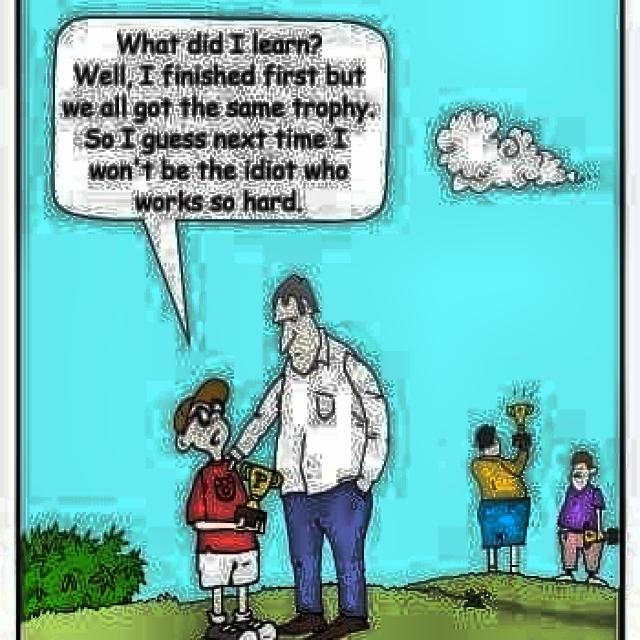 What did I learn?
Well, I finished first but
we all got the same trophy.
So I guess next time I
won't be the idiot who
works so hard.